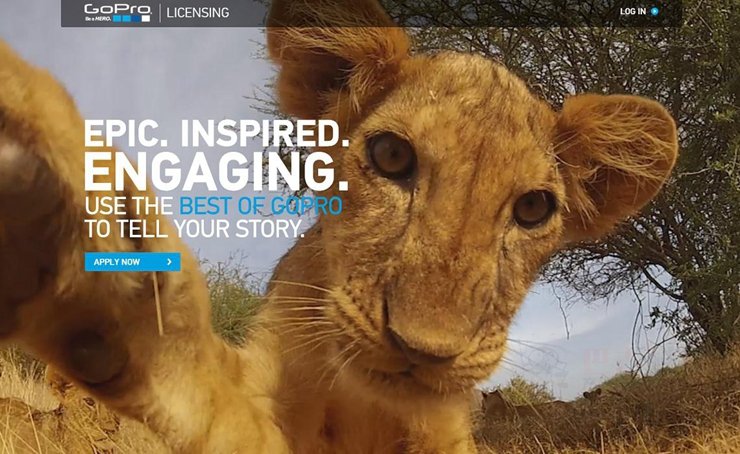 GoPro
Be a HERO.
LICENSING
LOG IN
EPIC. INSPIRED.
ENGAGING.
USE THE BEST OF GOPRO
TO TELL YOUR STORY.
APPLY NOW